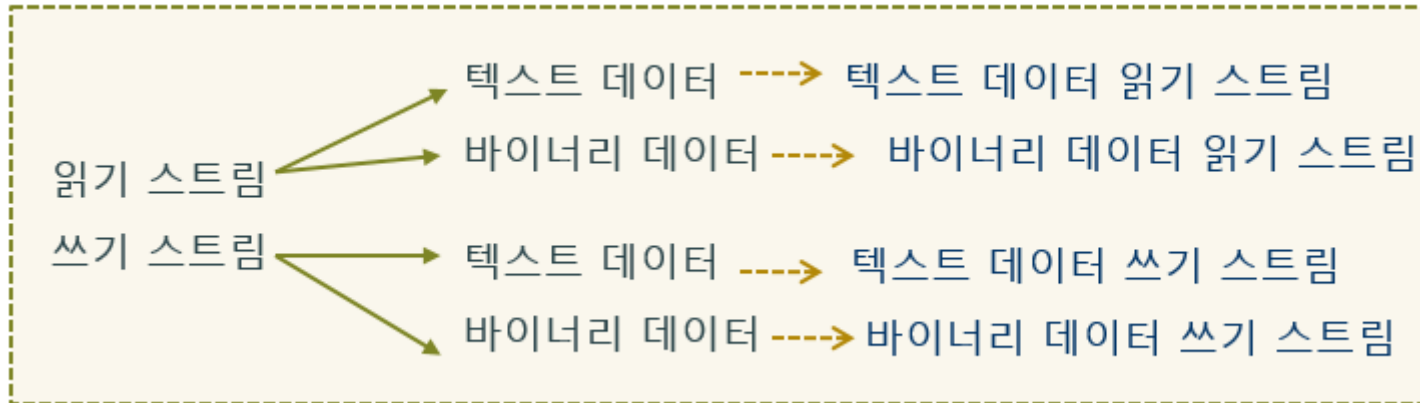 텍스트 데이터 텍스트 데이터 읽기 스트림
바이너리 데이터 바이너리 데이터 읽기 스트림
읽기 스트림
쓰기 스트림
텍스트 데이터 텍스트 데이터 쓰기 스트림
바이너리 데이터 바이너리 데이터 쓰기 스트림